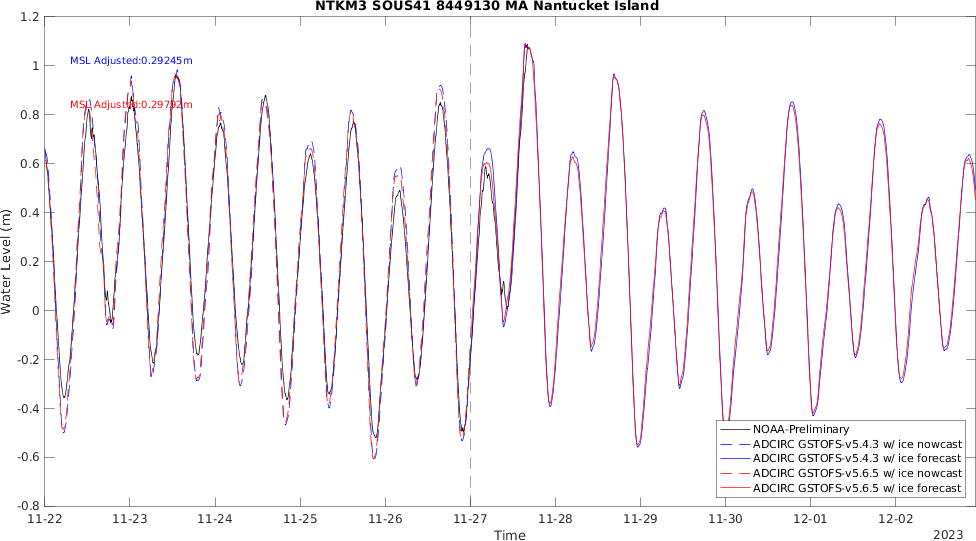 NTKM3 SOUS41 8449130 MA Nantucket Island
1.2
MSL Adjusted:0.29245m
1
MSL Adjusted:0.29792m
0.8
0.6
0.4
0.2
0
-0.2
-0.4
-0.6
-0.8
Water Level (m)
NOAA-Preliminary
ADCIRC GSTOFS-v5.4.3 w/ ice nowcast
ADCIRC GSTOFS-v5.4.3 w/ ice forecast
ADCIRC GSTOFS-v5.6.5 w/ ice nowcast
ADCIRC GSTOFS-v5.6.5 w/ ice forecast
11-22 11-23 11-24 11-25 11-26 11-27 11-28 11-29 11-30 12-01 12-02
Time
2023